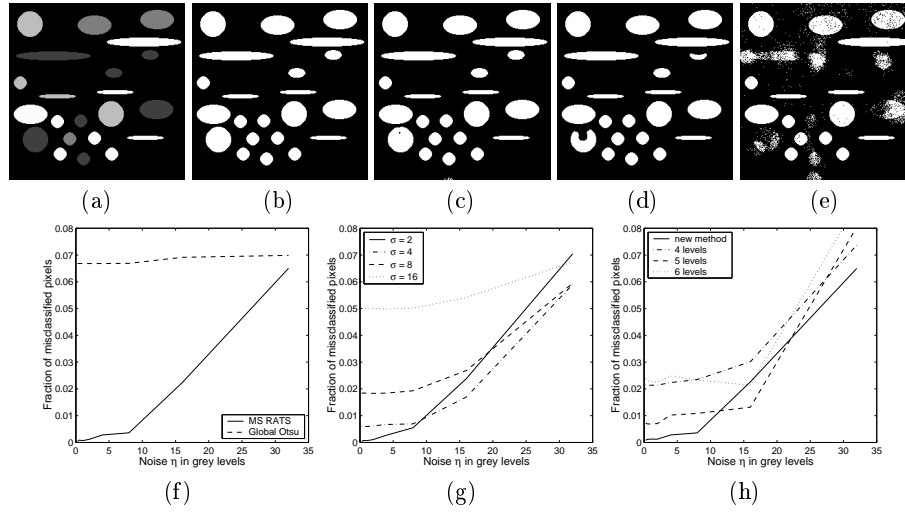 (a) (b) (c) (d) (e)
0.08
0.07
0.06
0.05
0.04
0.03
0.02
0.01
0
Fraction of missclassified pixels
MS RATS
Global Otsu
0 5 10 15 20 25 30 35
Noise η in grey levels
(f)
0.08
0.07
0.06
0.05
0.04
0.03
0.02
0.01
0
Fraction of missclassified pixels
σ = 2
σ = 4
σ = 8
σ = 16
0 5 10 15 20 25 30 35
Noise η in grey levels
(g)
0.08
0.07
0.06
0.05
0.04
0.03
0.02
0.01
0
Fraction of missclassified pixels
new method
4 levels
5 levels
6 levels
0 5 10 15 20 25 30 35
Noise η in grey levels
(h)